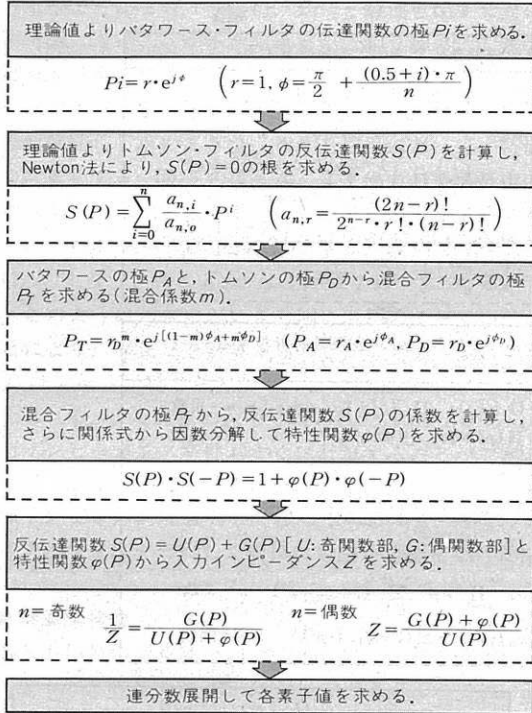 理論値よりバタワース・フィルタの伝達関数の極Piを求める.
Pi=r・e^{jφ} (r=1, φ=\frac{π}{2}+\frac{(0.5+i)・π}{n})
理論値よりトムソン・フィルタの反伝達関数S(P)を計算し,
Newton法により, S(P)=0の根を求める.
S(P)=\sum_{i=0}^{n} \frac{a_{n,i}}{a_{n,o}}・P^i (a_{n,r}=\frac{(2n-r)!}{2^{n-r}・r!・(n-r)!})
バタワースの極P_Aと, トムソンの極P_Dから混合フィルタの極
P_Tを求める(混合係数m).
P_T=r_D^m・e^{j[(1-m)φ_A+mφ_D]} (P_A=r_A・e^{jφ_A}, P_D=r_D・e^{jφ_D})
混合フィルタの極P_Tから, 反伝達関数S(P)の係数を計算し,
さらに関係式から因数分解して特性関数φ(P)を求める.
S(P)・S(-P)=1+φ(P)・φ(-P)
反伝達関数S(P)=U(P)+G(P)[U:奇関数部, G:偶関数部]と
特性関数φ(P)から入力インピーダンスZを求める.
n=奇数 \frac{1}{Z}=\frac{G(P)}{U(P)+φ(P)} n=偶数 Z=\frac{G(P)+φ(P)}{U(P)}
連分数展開して各素子値を求める.